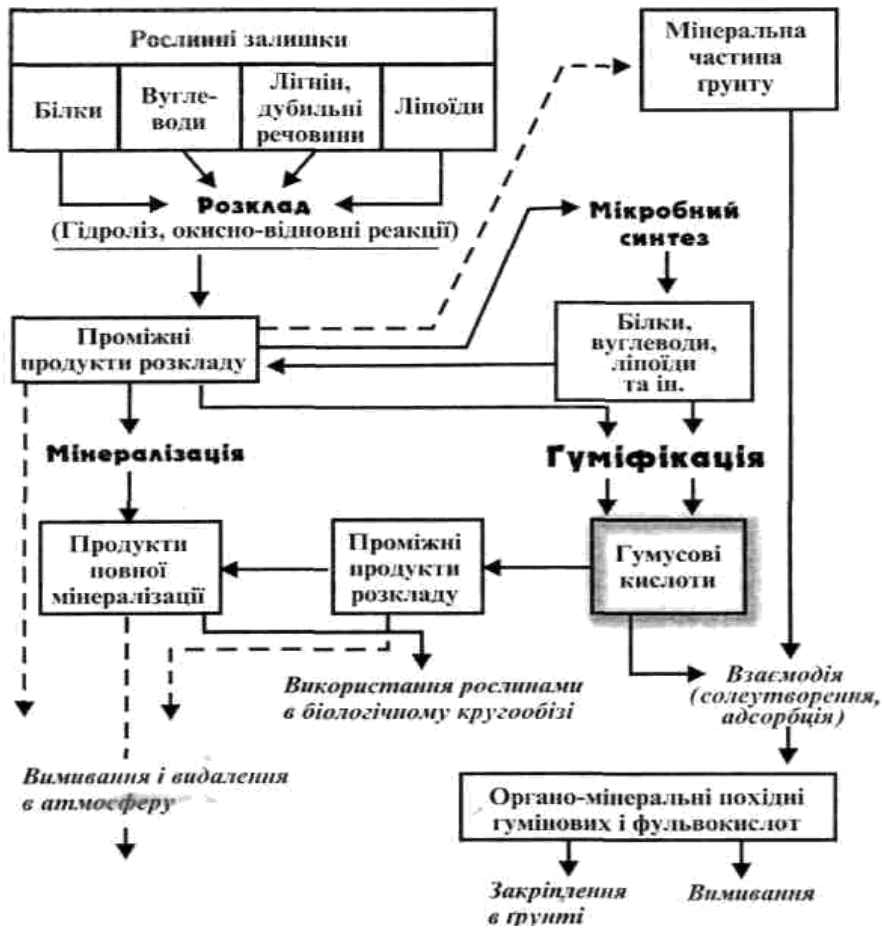 Рослинні залишки
Білки
Вугле-
води
Лігнін,
дубильні
речовини
Ліпоїди
Мінеральна
частина
ґрунту
Розклад
(Гідроліз, окисно-відновні реакції)
Мікробний
синтез
Проміжні
продукти розкладу
Білки,
вуглеводи,
ліпоїди
та ін.
Мінералізація
Гуміфікація
Продукти
повної
мінералізації
Проміжні
продукти
розкладу
Гумусові
кислоти
Використання рослинами
в біологічному кругообізі
Взаємодія
(солеутворення,
адсорбція)
Вимивання і видалення
в атмосферу
Органо-мінеральні похідні
гумінових і фульвокислот
Закріплення
в ґрунті
Вимивання